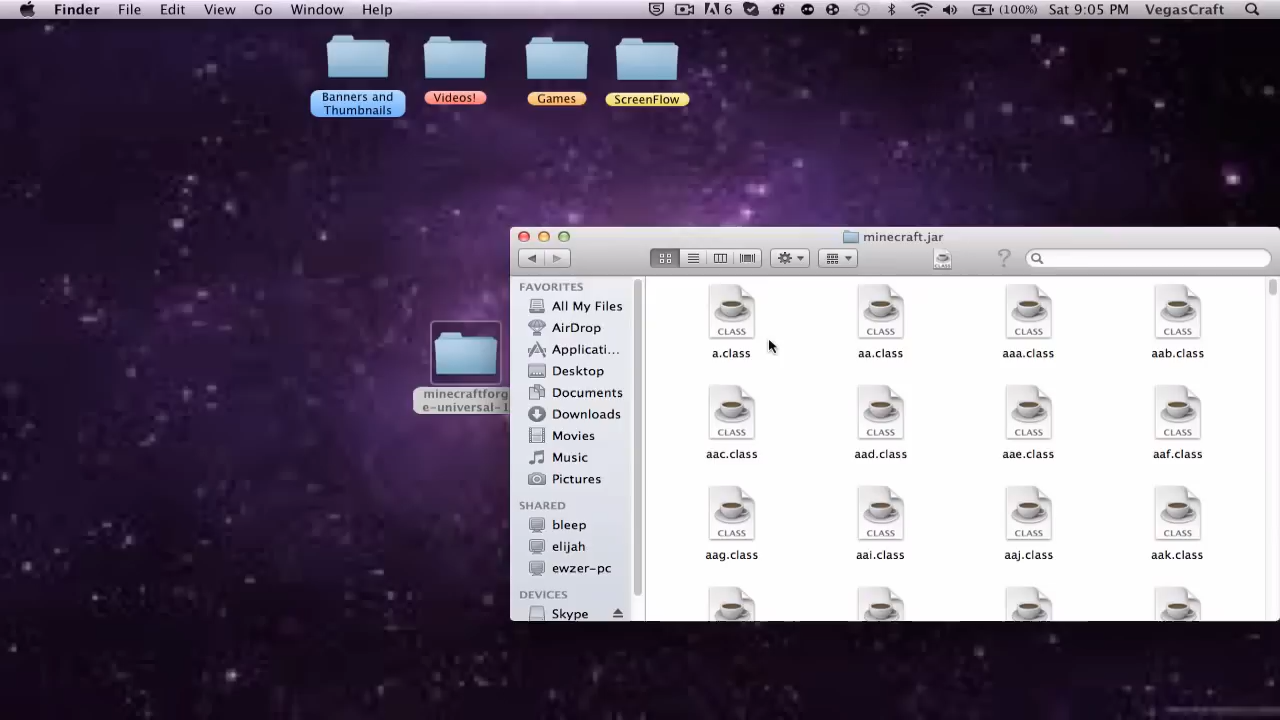 Finder File Edit View Go Window Help 6 (100%) Sat 9:05 PM VegasCraft
Banners and
Thumbnails
Videos!
Games
ScreenFlow
minecraftforg
e-universal-1
minecraft.jar
FAVORITES
All My Files
AirDrop
Applicati...
Desktop
Documents
Downloads
Movies
Music
Pictures
SHARED
bleep
elijah
ewzer-pc
DEVICES
Skype
CLASS CLASS CLASS CLASS
a.class aa.class aaa.class aab.class
CLASS CLASS CLASS CLASS
aac.class aad.class aae.class aaf.class
CLASS CLASS CLASS CLASS
aag.class aai.class aaj.class aak.class